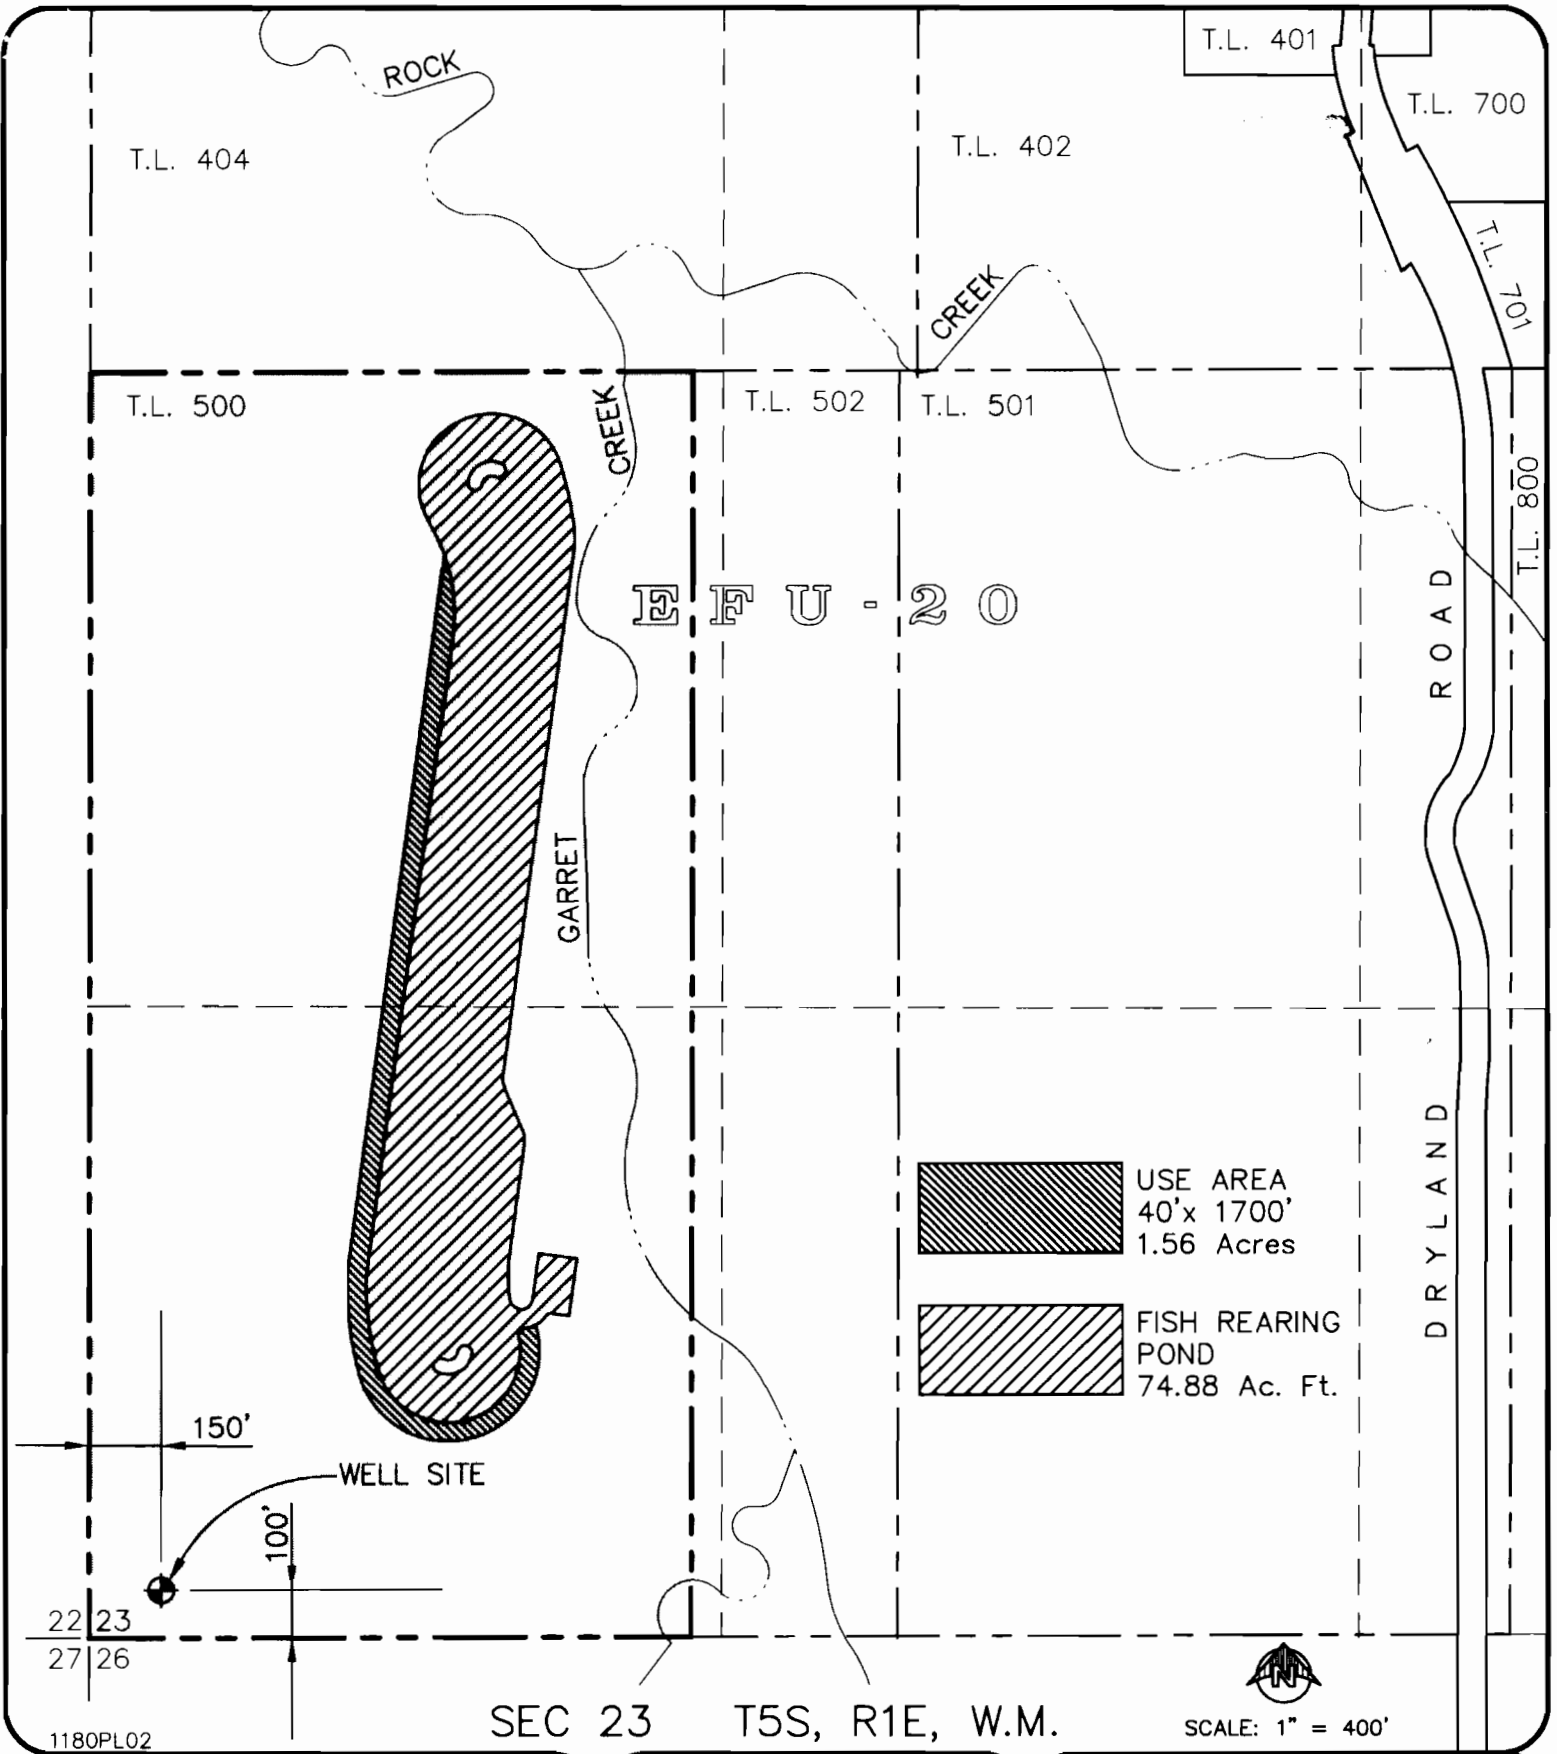 T.L. 401
ROCK
T.L. 700
T.L. 404
T.L. 402
T.L. 701
CREEK
T.L. 500
CREEK
T.L. 502
T.L. 501
T.L. 800
EFU-20
ROAD
GARRET
DRYLAND
USE AREA
40'x 1700'
1.56 Acres
FISH REARING
POND
74.88 Ac. Ft.
150'
WELL SITE
100'
22 23
27 26
N
SEC 23 T5S, R1E, W.M.
SCALE: 1" = 400'
1180PL02